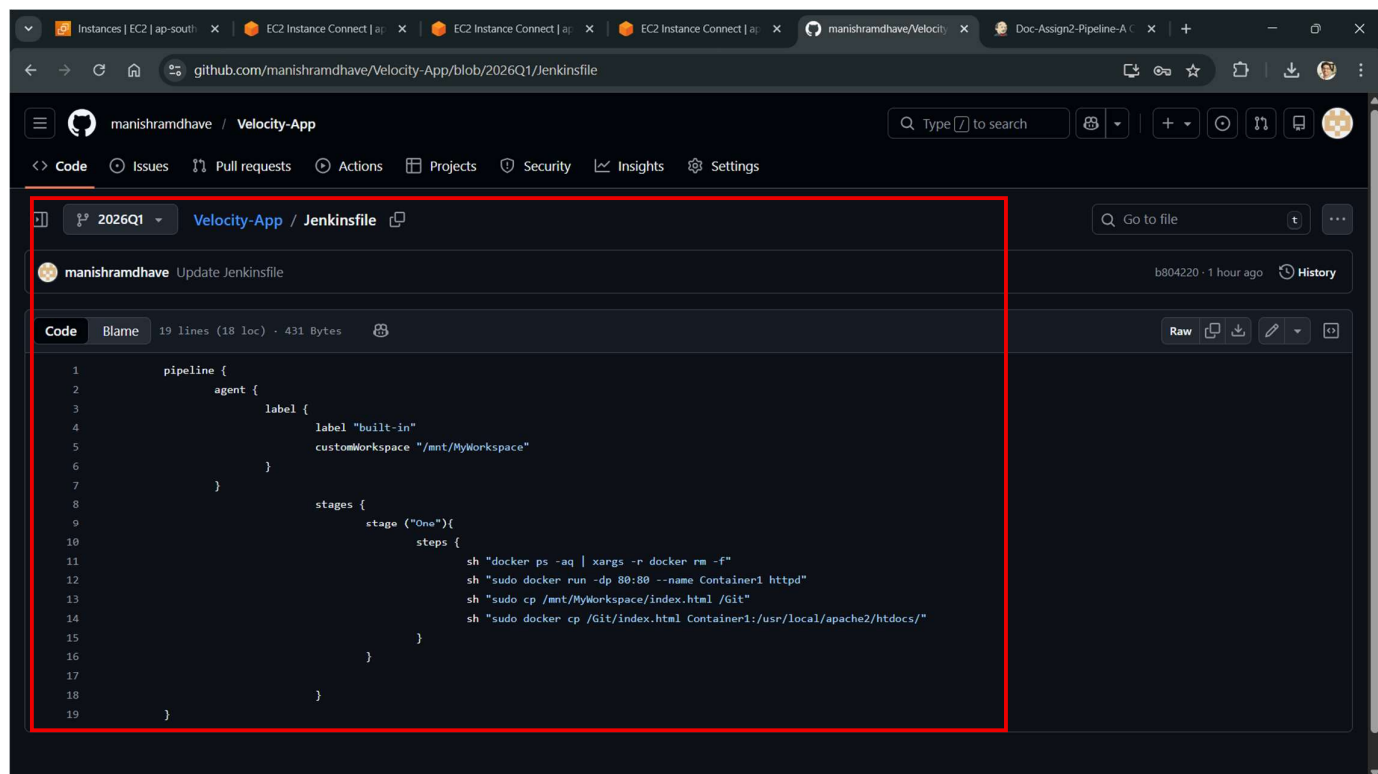 Instances | EC2 | ap-south
EC2 Instance Connect | ap
EC2 Instance Connect | ap
EC2 Instance Connect | ap
manishramdhave/Velocity
Doc-Assign2-Pipeline-A C
github.com/manishramdhave/Velocity-App/blob/2026Q1/Jenkinsfile
manishramdhave / Velocity-App
Type / to search
Code Issues Pull requests Actions Projects Security Insights Settings
2026Q1 Velocity-App / Jenkinsfile
Go to file t
manishramdhave Update Jenkinsfile
b804220 · 1 hour ago History
Code Blame 19 lines (18 loc) · 431 Bytes
Raw
1 pipeline {
2 agent {
3 label {
4 label "built-in"
5 customWorkspace "/mnt/MyWorkspace"
6 }
7 }
8 stages {
9 stage ("One"){
10 steps {
11 sh "docker ps -aq | xargs -r docker rm -f"
12 sh "sudo docker run -dp 80:80 --name Container1 httpd"
13 sh "sudo cp /mnt/MyWorkspace/index.html /Git"
14 sh "sudo docker cp /Git/index.html Container1:/usr/local/apache2/htdocs/"
15 }
16 }
17
18 }
19 }